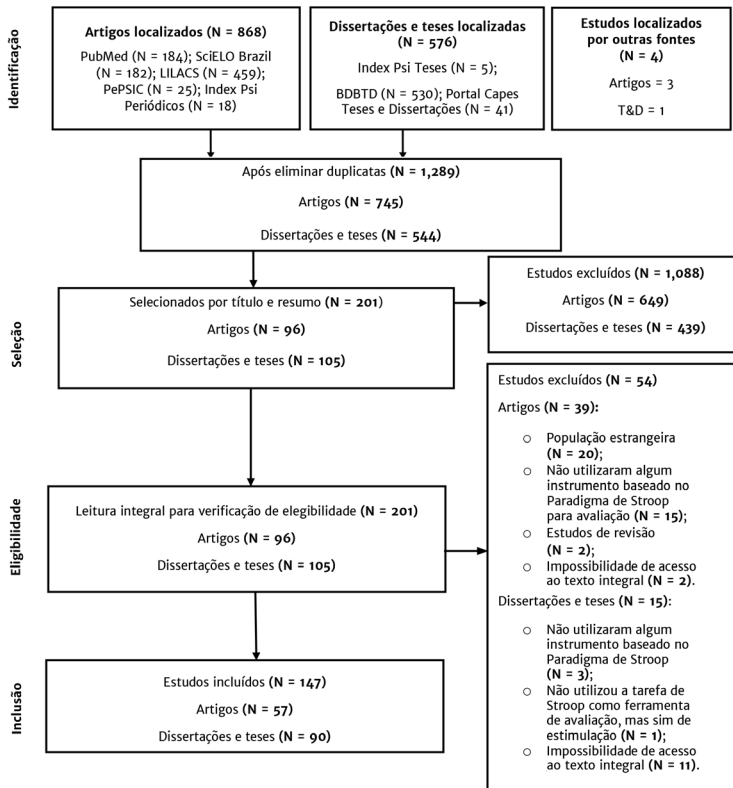 Identificação
Artigos localizados (N = 868)
PubMed (N = 184); SciELO Brazil
(N = 182); LILACS (N = 459);
PePSIC (N = 25); Index Psi
Periódicos (N = 18)
Dissertações e teses localizadas
(N = 576)
Index Psi Teses (N = 5);
BDBTD (N = 530); Portal Capes
Teses e Dissertações (N = 41)
Estudos localizados
por outras fontes
(N = 4)
Artigos = 3
T&D = 1
Após eliminar duplicatas (N = 1,289)
Artigos (N = 745)
Dissertações e teses (N = 544)
Seleção
Selecionados por título e resumo (N = 201)
Artigos (N = 96)
Dissertações e teses (N = 105)
Estudos excluídos (N = 1,088)
Artigos (N = 649)
Dissertações e teses (N = 439)
Eligibilidade
Leitura integral para verificação de elegibilidade (N = 201)
Artigos (N = 96)
Dissertações e teses (N = 105)
Estudos excluídos (N = 54)
Artigos (N = 39):
○ População estrangeira
(N = 20);
○ Não utilizaram algum
instrumento baseado no
Paradigma de Stroop
para avaliação (N = 15);
○ Estudos de revisão
(N = 2);
○ Impossibilidade de acesso
ao texto integral (N = 2).
Dissertações e teses (N = 15):
○ Não utilizaram algum
instrumento baseado no
Paradigma de Stroop
(N = 3);
○ Não utilizou a tarefa de
Stroop como ferramenta
de avaliação, mas sim de
estimulação (N = 1);
○ Impossibilidade de acesso
ao texto integral (N = 11).
Inclusão
Estudos incluídos (N = 147)
Artigos (N = 57)
Dissertações e teses (N = 90)